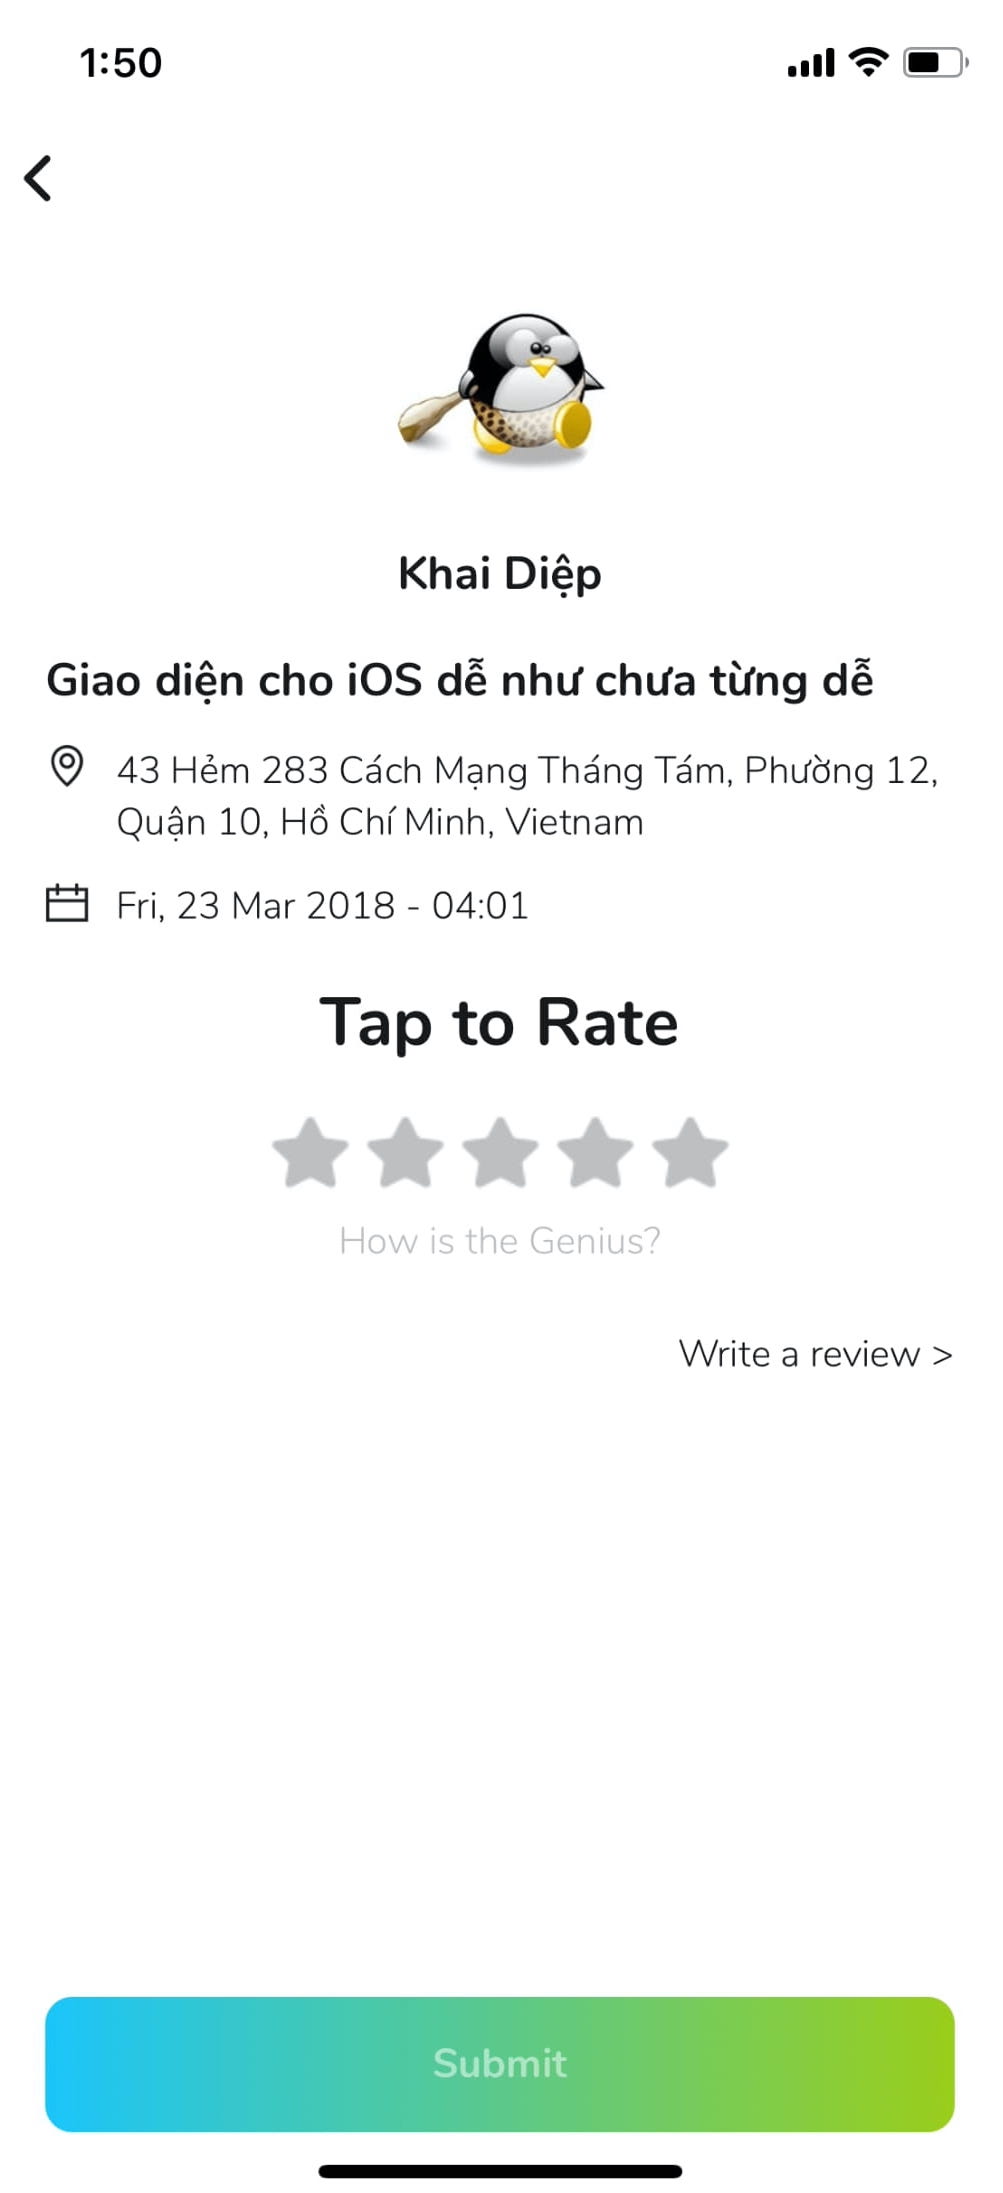 1:50
Khai Diệp
Giao diện cho iOS dễ như chưa từng dễ
43 Hẻm 283 Cách Mạng Tháng Tám, Phường 12,
Quận 10, Hồ Chí Minh, Vietnam
Fri, 23 Mar 2018 - 04:01
Tap to Rate
How is the Genius?
Write a review >
Submit